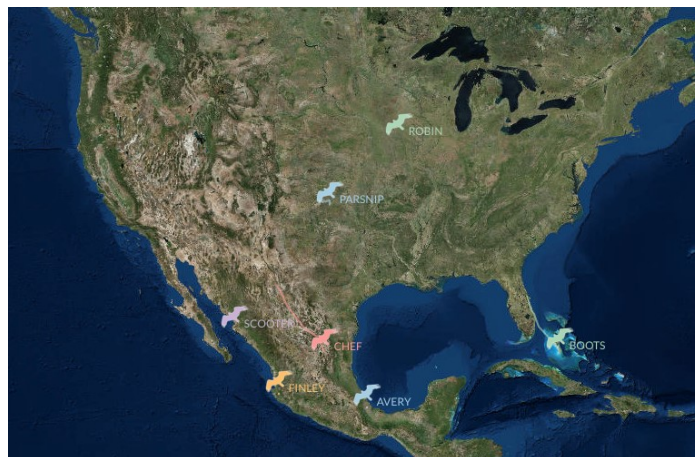 ROBIN
PARSNIP
SCOOTER
CHEF
BOOTS
FINLEY
AVERY